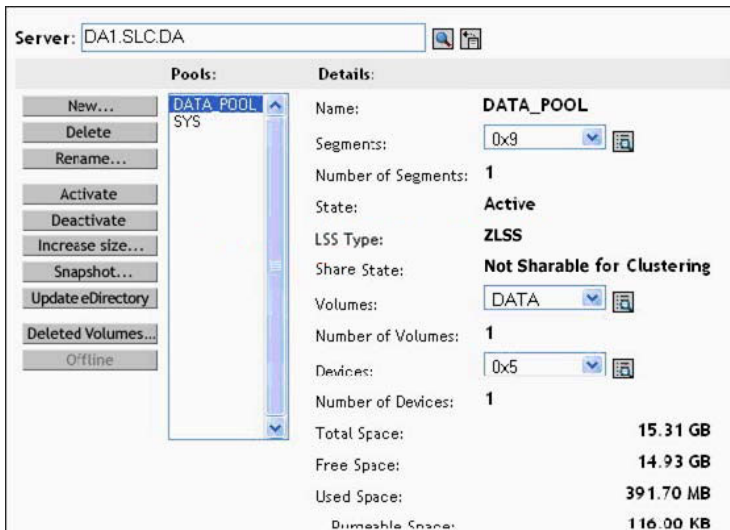 Server: DA1.SLC.DA
Pools: Details:
New...
Delete
Rename...
Activate
Deactivate
Increase size...
Snapshot...
Update eDirectory
Deleted Volumes...
Offline
DATA_POOL
SYS
Name: DATA_POOL
Segments: 0x9
Number of Segments: 1
State: Active
LSS Type: ZLSS
Share State: Not Sharable for Clustering
Volumes: DATA
Number of Volumes: 1
Devices: 0x5
Number of Devices: 1
Total Space: 15.31 GB
Free Space: 14.93 GB
Used Space: 391.70 MB
Purgeable Space: 116.00 KB